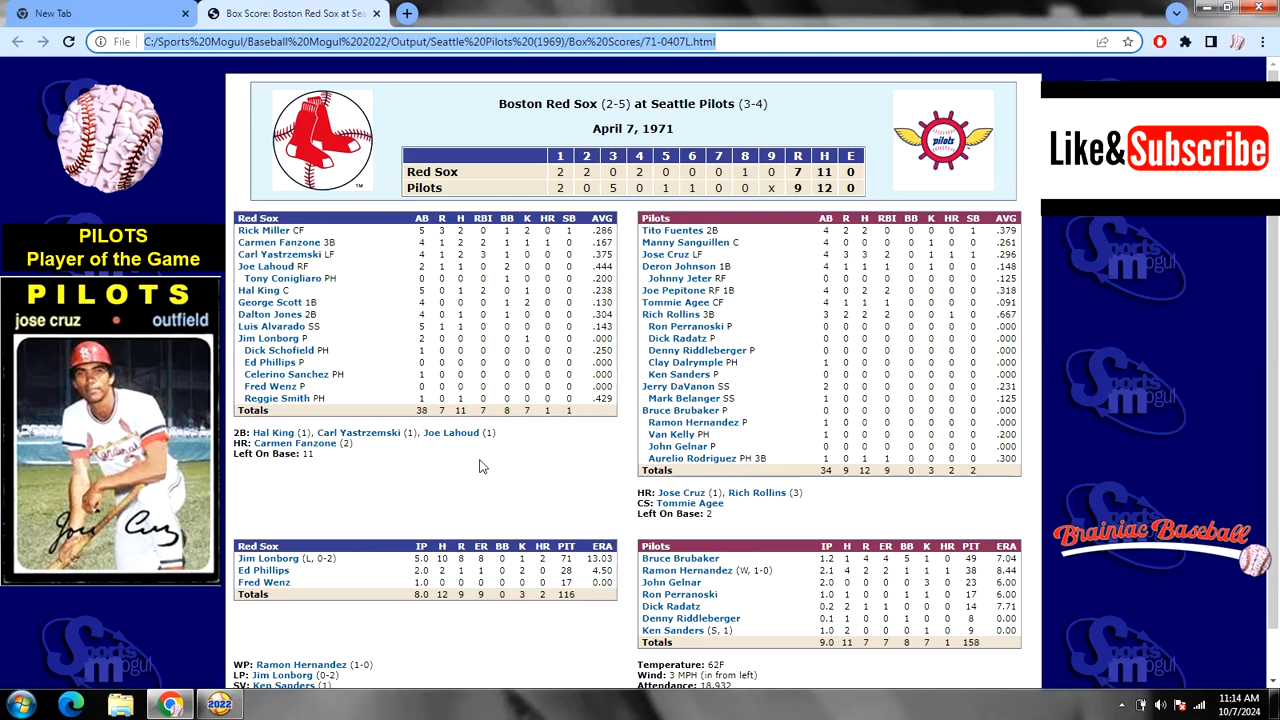 New Tab
Box Score: Boston Red Sox at Sea
File C:/Sports%20Mogul/Baseball%20Mogul%202022/Output/Seattle%20Pilots%20(1969)/Box%20Scores/71-0407L.html
Boston Red Sox (2-5) at Seattle Pilots (3-4)
April 7, 1971
1 2 3 4 5 6 7 8 9 R H E
Red Sox 2 2 0 2 0 0 0 1 0 7 11 0
Pilots 2 0 5 0 1 1 0 0 x 9 12 0
pilots
Like&Subscribe
PILOTS
Player of the Game
PILOTS
jose cruz • outfield
Jose Cruz
Cardinals
Red Sox AB R H RBI BB K HR SB AVG
Rick Miller CF 5 3 2 0 1 2 0 1 .286
Carmen Fanzone 3B 4 1 2 2 1 1 1 0 .167
Carl Yastrzemski LF 4 1 2 3 1 0 0 0 .375
Joe Lahoud RF 2 1 1 0 2 0 0 0 .444
Tony Conigliaro PH 0 0 0 0 1 0 0 0 .200
Hal King C 5 0 1 2 0 1 0 0 .238
George Scott 1B 4 0 0 0 1 2 0 0 .130
Dalton Jones 2B 4 0 1 0 1 0 0 0 .304
Luis Alvarado SS 5 1 1 0 0 0 0 0 .143
Jim Lonborg P 2 0 0 0 0 1 0 0 .000
Dick Schofield PH 1 0 0 0 0 0 0 0 .250
Ed Phillips P 0 0 0 0 0 0 0 0 .000
Celerino Sanchez PH 1 0 0 0 0 0 0 0 .000
Fred Wenz P 0 0 0 0 0 0 0 0 .000
Reggie Smith PH 1 0 1 0 0 0 0 0 .429
Totals 38 7 11 7 8 7 1 1
2B: Hal King (1), Carl Yastrzemski (1), Joe Lahoud (1)
HR: Carmen Fanzone (2)
Left On Base: 11
Pilots AB R H RBI BB K HR SB AVG
Tito Fuentes 2B 4 2 2 0 0 0 0 1 .379
Manny Sanguillen C 4 0 0 0 0 1 0 0 .261
Jose Cruz LF 4 3 3 2 0 1 1 1 .296
Deron Johnson 1B 4 1 1 1 0 1 0 0 .148
Johnny Jeter RF 0 0 0 0 0 0 0 0 .125
Joe Pepitone RF 1B 4 0 2 2 0 0 0 0 .318
Tommie Agee CF 4 1 1 1 0 0 0 0 .091
Rich Rollins 3B 3 2 2 2 0 0 1 0 .667
Ron Perranoski P 0 0 0 0 0 0 0 0 .000
Dick Radatz P 0 0 0 0 0 0 0 0 .000
Denny Riddleberger P 0 0 0 0 0 0 0 0 .000
Clay Dalrymple PH 1 0 0 0 0 0 0 0 .000
Ken Sanders P 0 0 0 0 0 0 0 0 .000
Jerry DaVanon SS 2 0 0 0 0 0 0 0 .231
Mark Belanger SS 1 0 0 0 0 0 0 0 .125
Bruce Brubaker P 0 0 0 0 0 0 0 0 .000
Ramon Hernandez P 1 0 0 0 0 0 0 0 .000
Van Kelly PH 1 0 0 0 0 0 0 0 .200
John Gelnar P 0 0 0 0 0 0 0 0 .000
Aurelio Rodriguez PH 3B 1 0 1 1 0 0 0 0 .300
Totals 34 9 12 9 0 3 2 2
HR: Jose Cruz (1), Rich Rollins (3)
CS: Tommie Agee
Left On Base: 2
Red Sox IP H R ER BB K HR PIT ERA
Jim Lonborg (L, 0-2) 5.0 10 8 8 0 1 2 71 13.03
Ed Phillips 2.0 2 1 1 0 2 0 28 4.50
Fred Wenz 1.0 0 0 0 0 0 0 17 0.00
Totals 8.0 12 9 9 0 3 2 116
WP: Ramon Hernandez (1-0)
LP: Jim Lonborg (0-2)
SV: Ken Sanders (1)
Pilots IP H R ER BB K HR PIT ERA
Bruce Brubaker 1.2 1 4 4 5 1 0 49 7.04
Ramon Hernandez (W, 1-0) 2.1 4 2 2 1 1 1 38 8.44
John Gelnar 2.0 0 0 0 0 3 0 23 6.00
Ron Perranoski 1.0 1 0 0 1 1 0 17 6.00
Dick Radatz 0.2 2 1 1 0 0 0 14 7.71
Denny Riddleberger 0.1 1 0 0 1 0 0 8 0.00
Ken Sanders (S, 1) 1.0 2 0 0 0 1 0 9 0.00
Totals 9.0 11 7 7 8 7 1 158
Temperature: 62F
Wind: 3 MPH (in from left)
Attendance: 18,932
Sports Mogul
Brainiac Baseball
2022
11:14 AM
10/7/2024